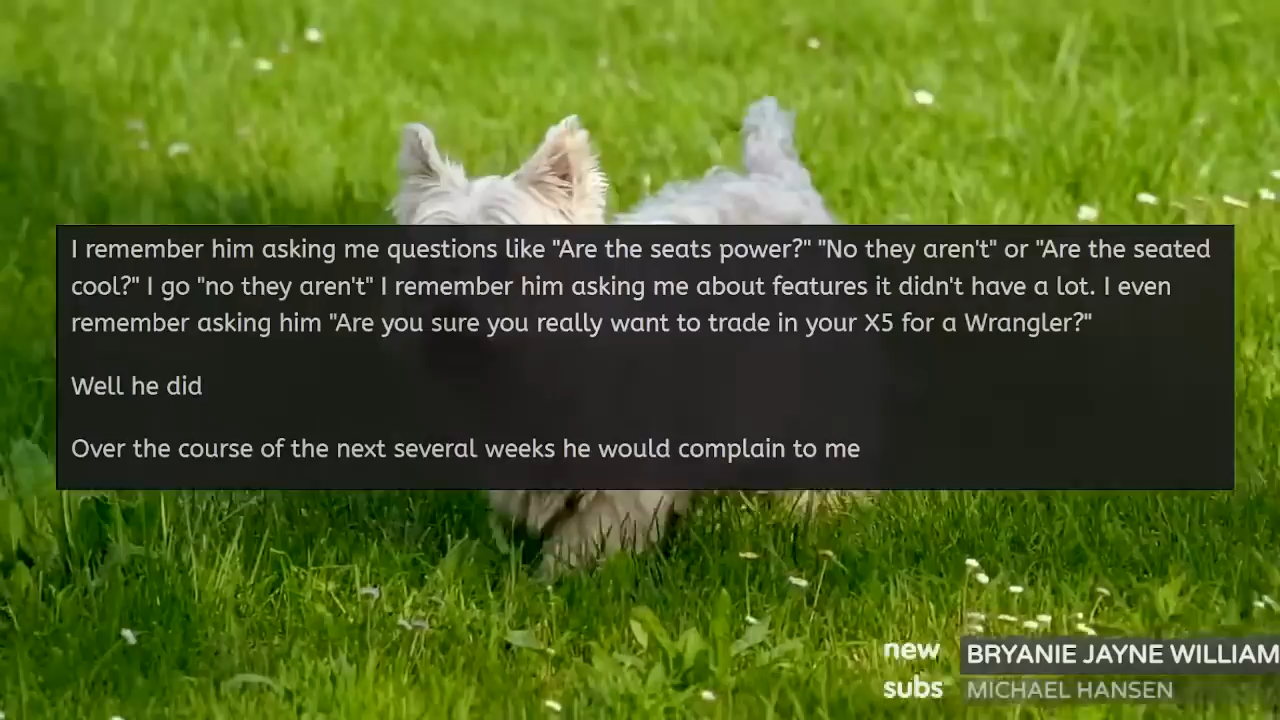 I remember him asking me questions like "Are the seats power?" "No they aren't" or "Are the seated
cool?" I go "no they aren't" I remember him asking me about features it didn't have a lot. I even
remember asking him "Are you sure you really want to trade in your X5 for a Wrangler?"
Well he did
Over the course of the next several weeks he would complain to me
new
BRYANIE JAYNE WILLIAM
subs
MICHAEL HANSEN